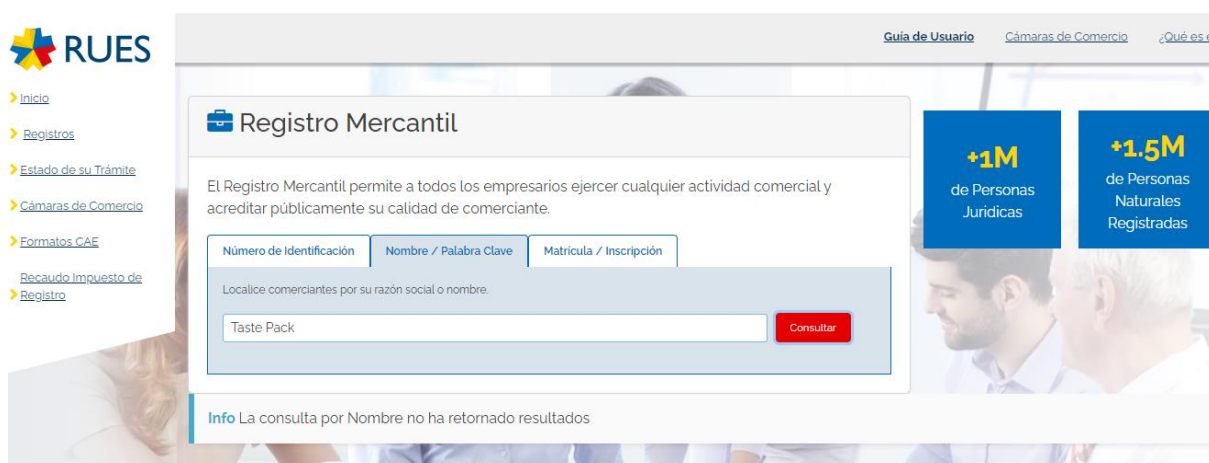 RUES
Guía de Usuario
Cámaras de Comercio
¿Qué es e
Inicio
Registros
Estado de su Trámite
Cámaras de Comercio
Formatos CAE
Recaudo Impuesto de
Registro
Registro Mercantil
El Registro Mercantil permite a todos los empresarios ejercer cualquier actividad comercial y
acreditar públicamente su calidad de comerciante.
Número de Identificación
Nombre / Palabra Clave
Matrícula / Inscripción
Localice comerciantes por su razón social o nombre.
Taste Pack
Consultar
Info La consulta por Nombre no ha retornado resultados
+1M
de Personas
Juridicas
+1.5M
de Personas
Naturales
Registradas